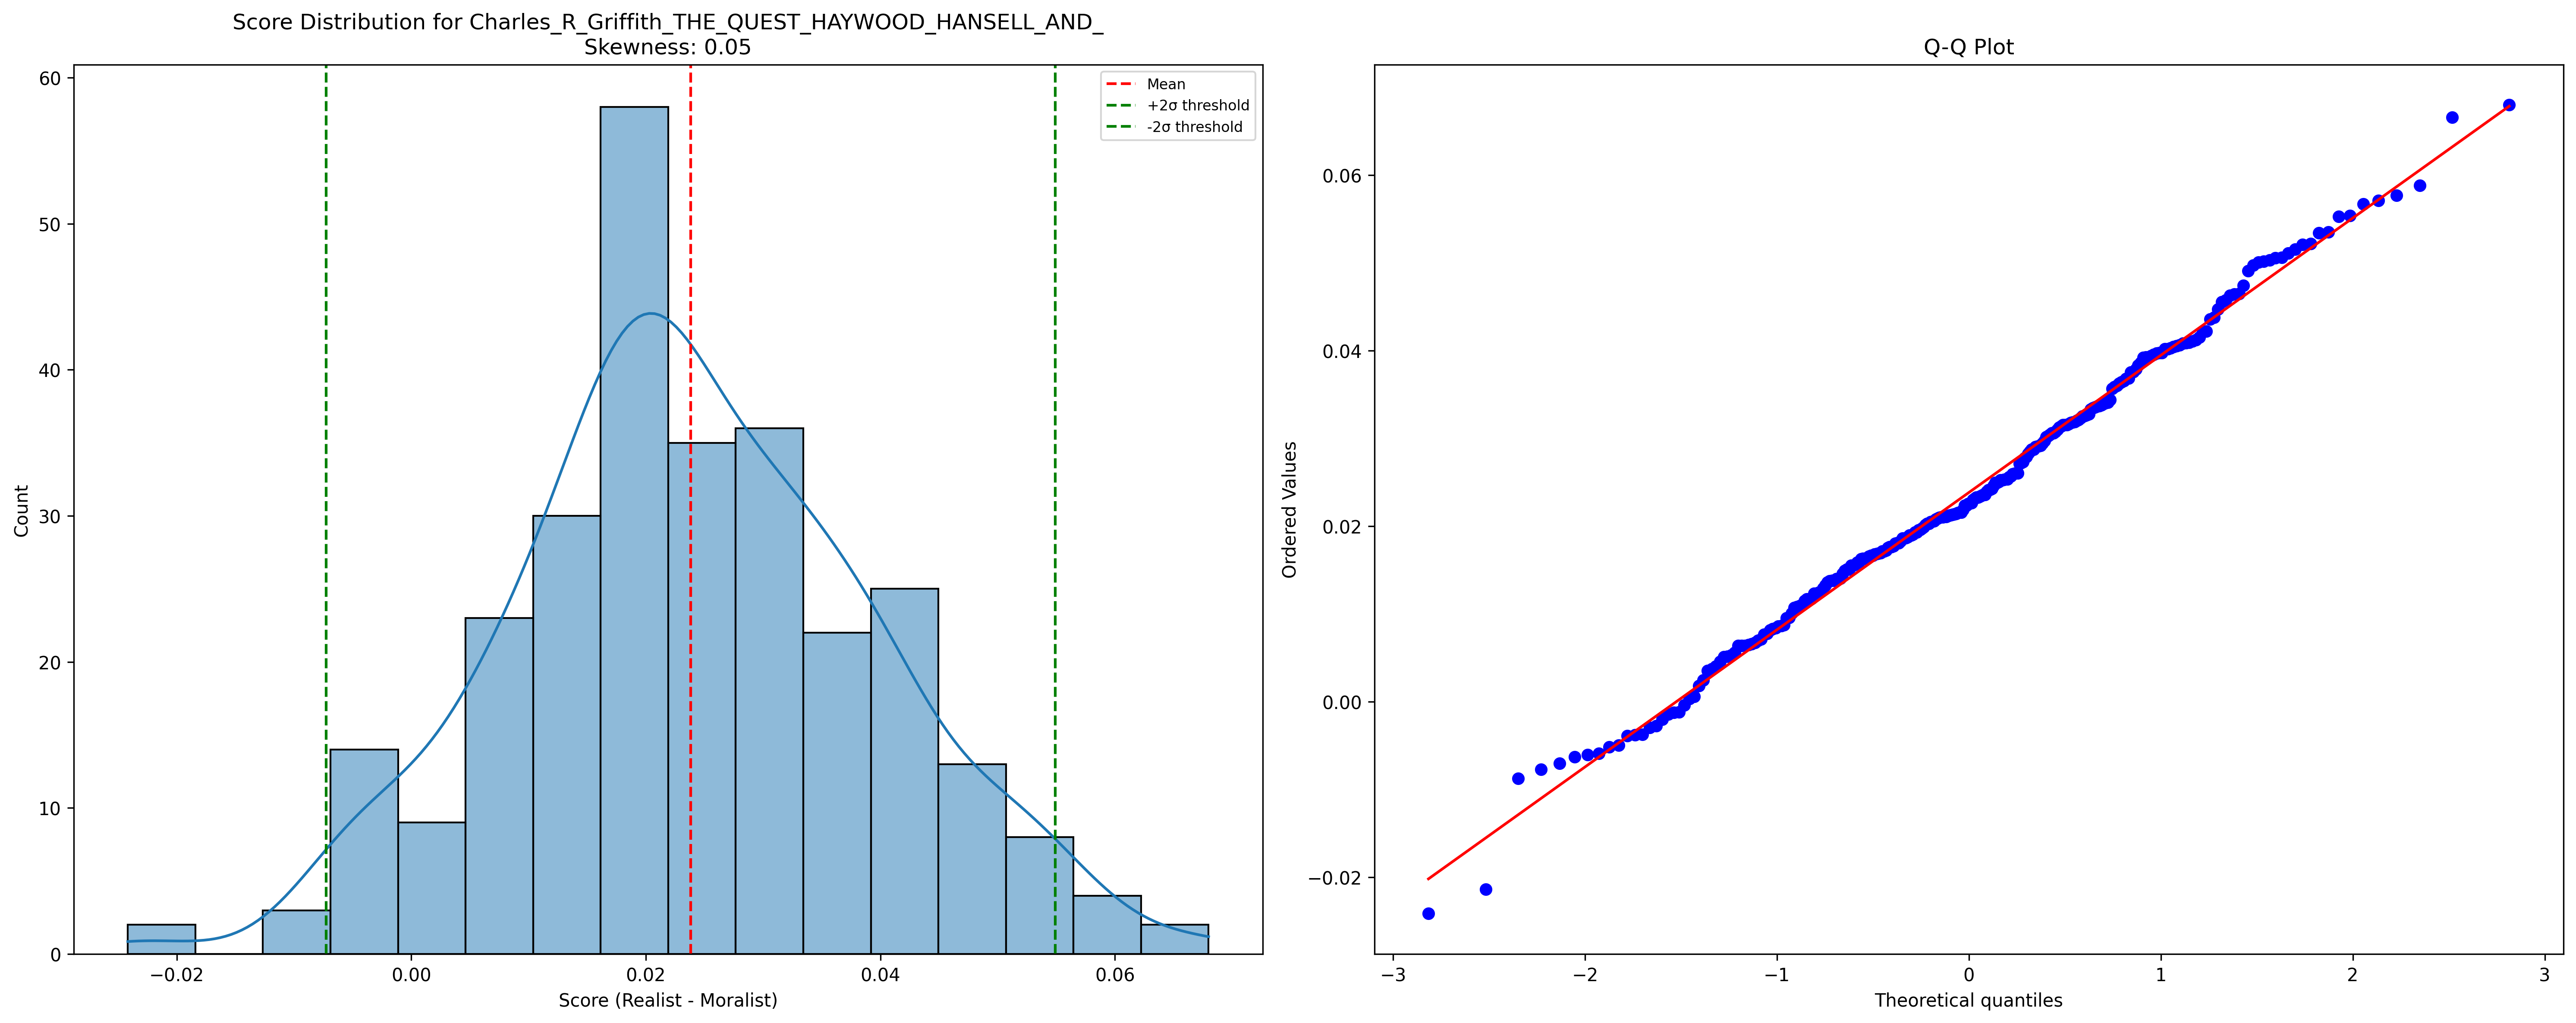 Score Distribution for Charles_R_Griffith_THE_QUEST_HAYWOOD_HANSELL_AND_
Skewness: 0.05
Mean
+2σ threshold
-2σ threshold
60
50
40
30
20
10
0
Count
−0.02
0.00
0.02
0.04
0.06
Score (Realist - Moralist)
Q-Q Plot
0.06
0.04
0.02
0.00
−0.02
Ordered Values
−3
−2
−1
0
1
2
3
Theoretical quantiles